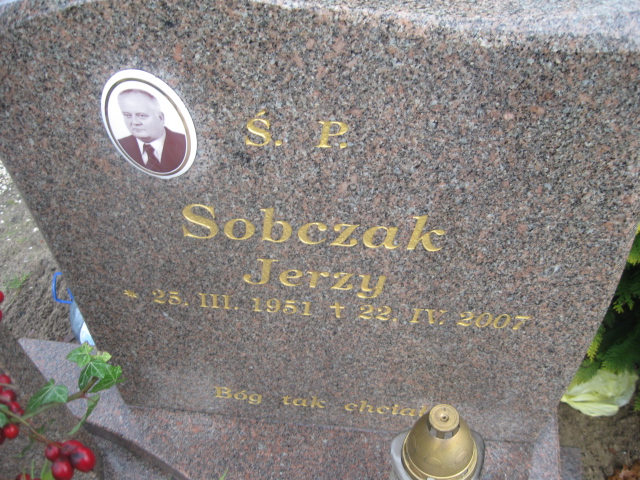 Ś. P.
Sobczak
Jerzy
* 25. III. 1951 † 22. IV. 2007
Bóg tak chciał